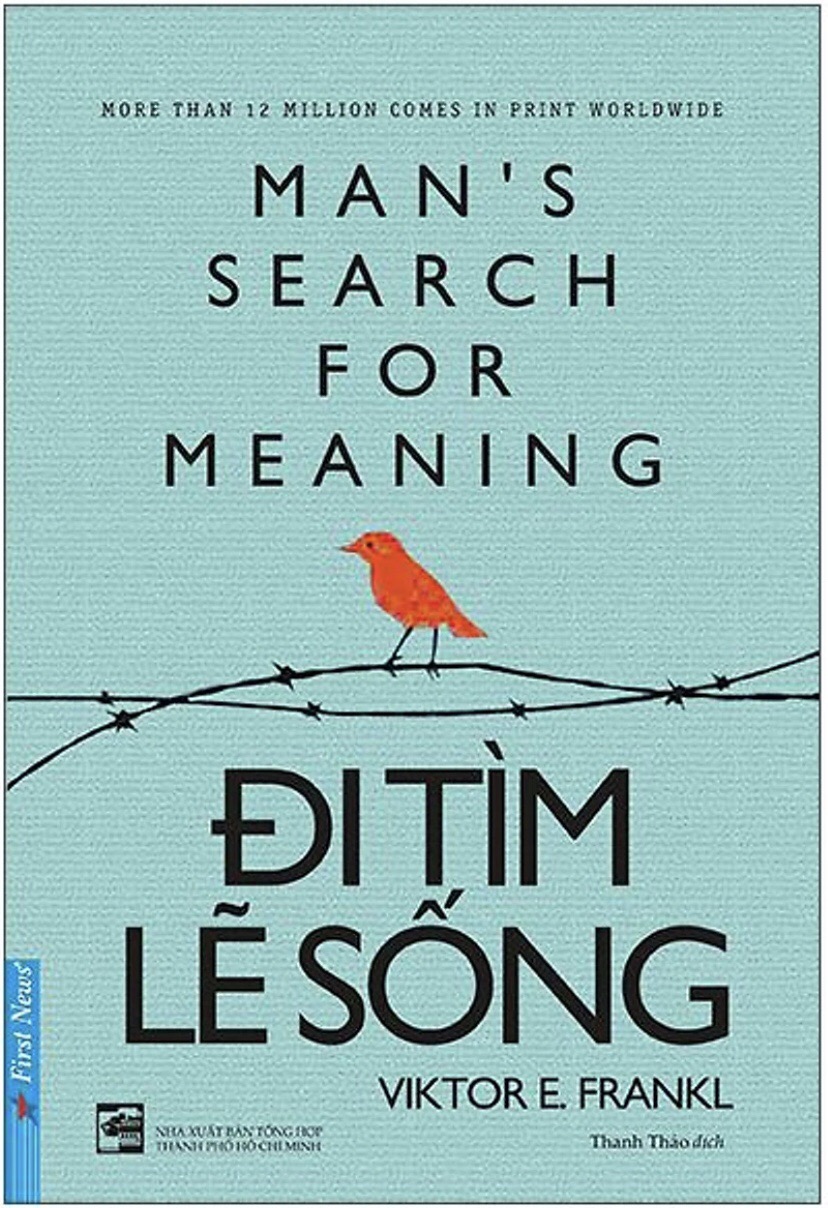 MORE THAN 12 MILLION COMES IN PRINT WORLDWIDE
MAN'S
SEARCH
FOR
MEANING
ĐI TÌM
LẼ SỐNG
VIKTOR E. FRANKL
First News
NHÀ XUẤT BẢN TỔNG HỢP
THÀNH PHỐ HỒ CHÍ MINH
Thanh Thảo dịch